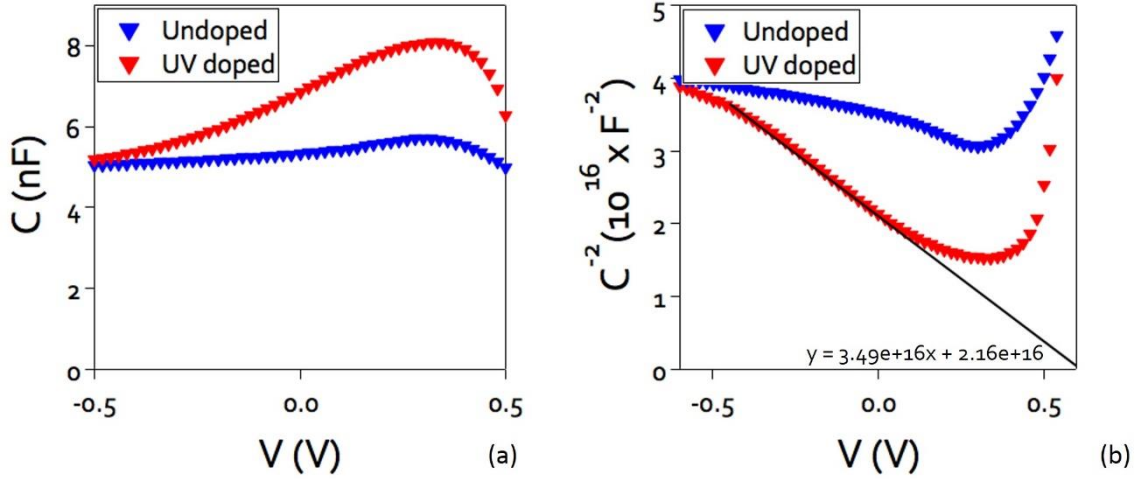 Undoped
UV doped
8
6
4
2
0
-0.5
0.0
0.5
C (nF)
V (V)
(a)
Undoped
UV doped
5
4
3
2
1
0
-0.5
0.0
0.5
C⁻² (10¹⁶ x F⁻²)
y = 3.49e+16x + 2.16e+16
V (V)
(b)